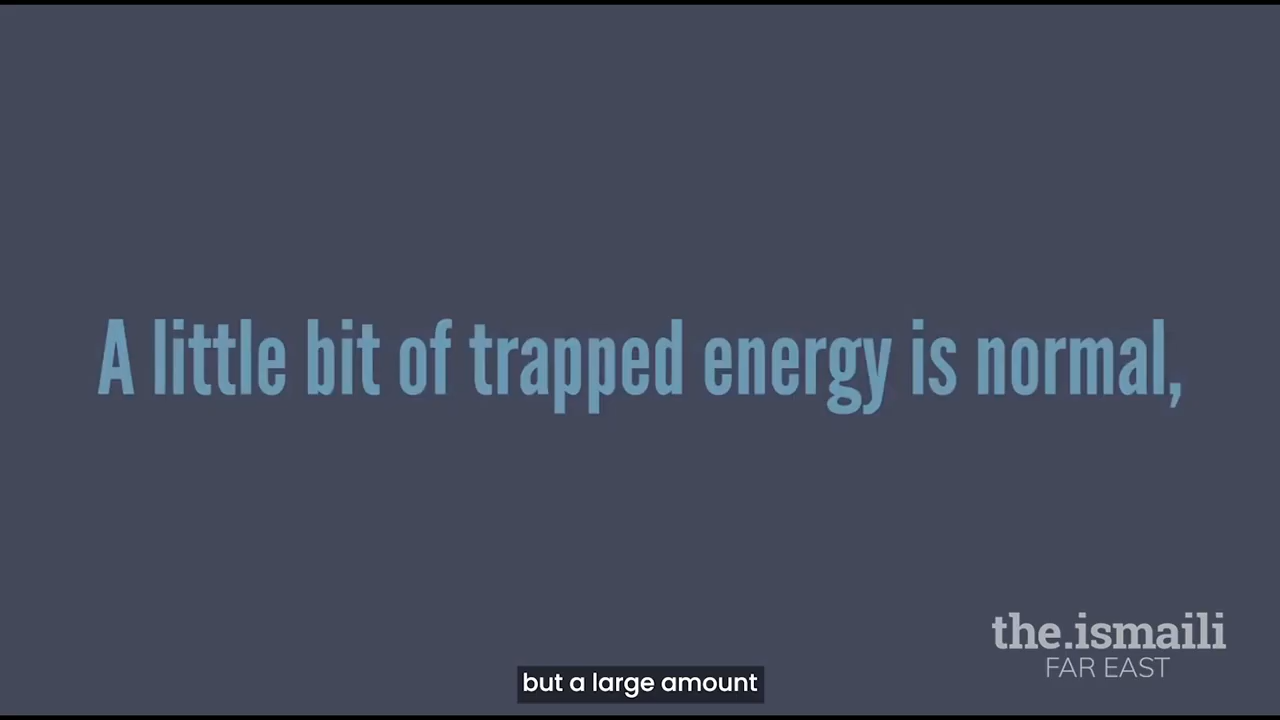 A little bit of trapped energy is normal,
the.ismaili
FAR EAST
but a large amount